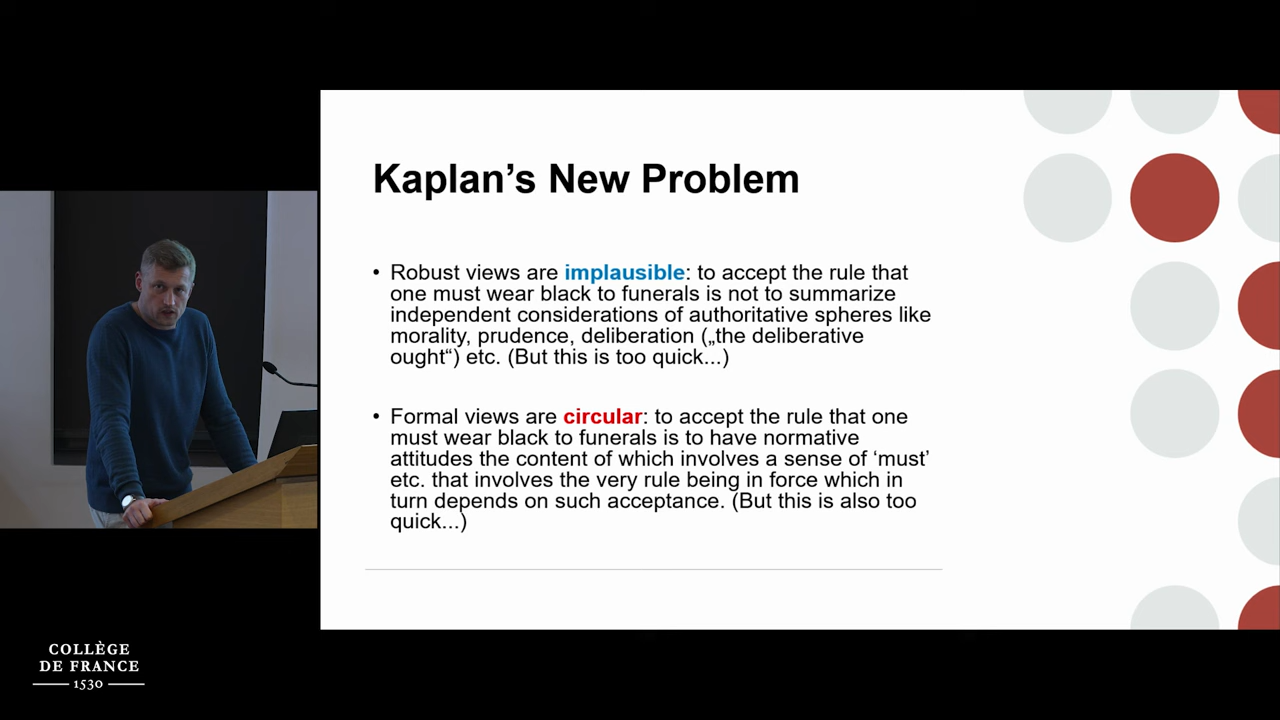 Kaplan's New Problem
• Robust views are implausible: to accept the rule that
one must wear black to funerals is not to summarize
independent considerations of authoritative spheres like
morality, prudence, deliberation („the deliberative
ought“) etc. (But this is too quick...)
• Formal views are circular: to accept the rule that one
must wear black to funerals is to have normative
attitudes the content of which involves a sense of ‘must’
etc. that involves the very rule being in force which in
turn depends on such acceptance. (But this is also too
quick...)
COLLÈGE
DE FRANCE
1530